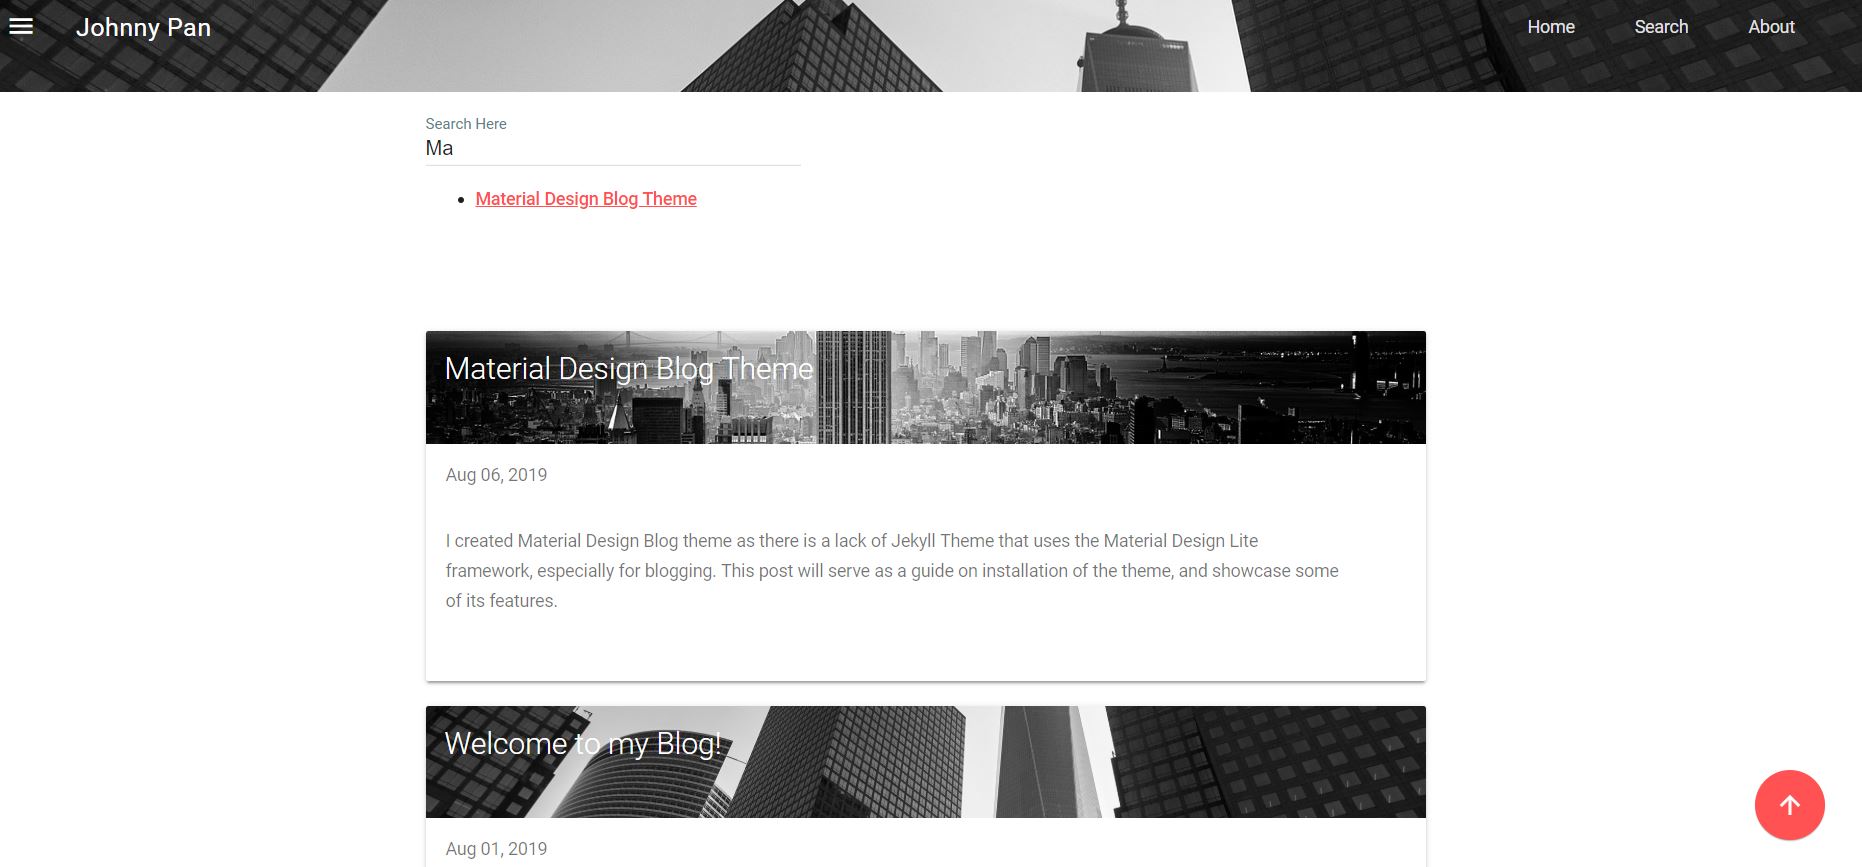 Johnny Pan
Home
Search
About
Search Here
Ma
Material Design Blog Theme
Material Design Blog Theme
Aug 06, 2019
I created Material Design Blog theme as there is a lack of Jekyll Theme that uses the Material Design Lite
framework, especially for blogging. This post will serve as a guide on installation of the theme, and showcase some
of its features.
Welcome to my Blog!
Aug 01, 2019